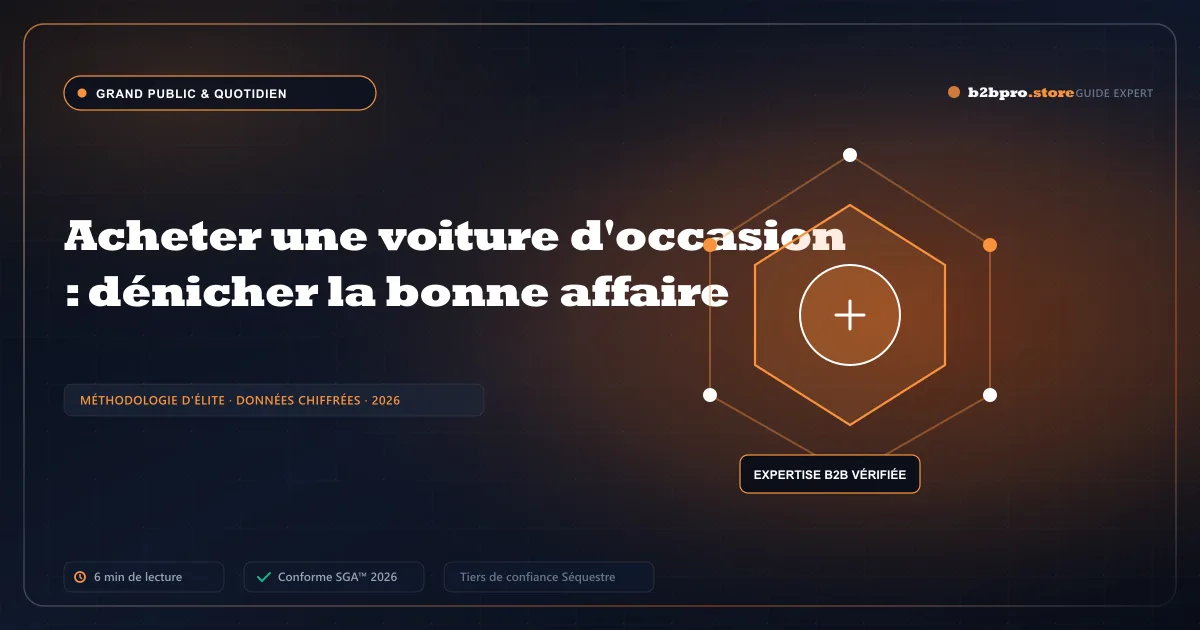 GRAND PUBLIC & QUOTIDIEN
b2bpro.store GUIDE EXPERT
Acheter une voiture d'occasion
: dénicher la bonne affaire
MÉTHODOLOGIE D'ÉLITE · DONNÉES CHIFFRÉES · 2026
EXPERTISE B2B VÉRIFIÉE
6 min de lecture
Conforme SGA™ 2026
Tiers de confiance Séquestre